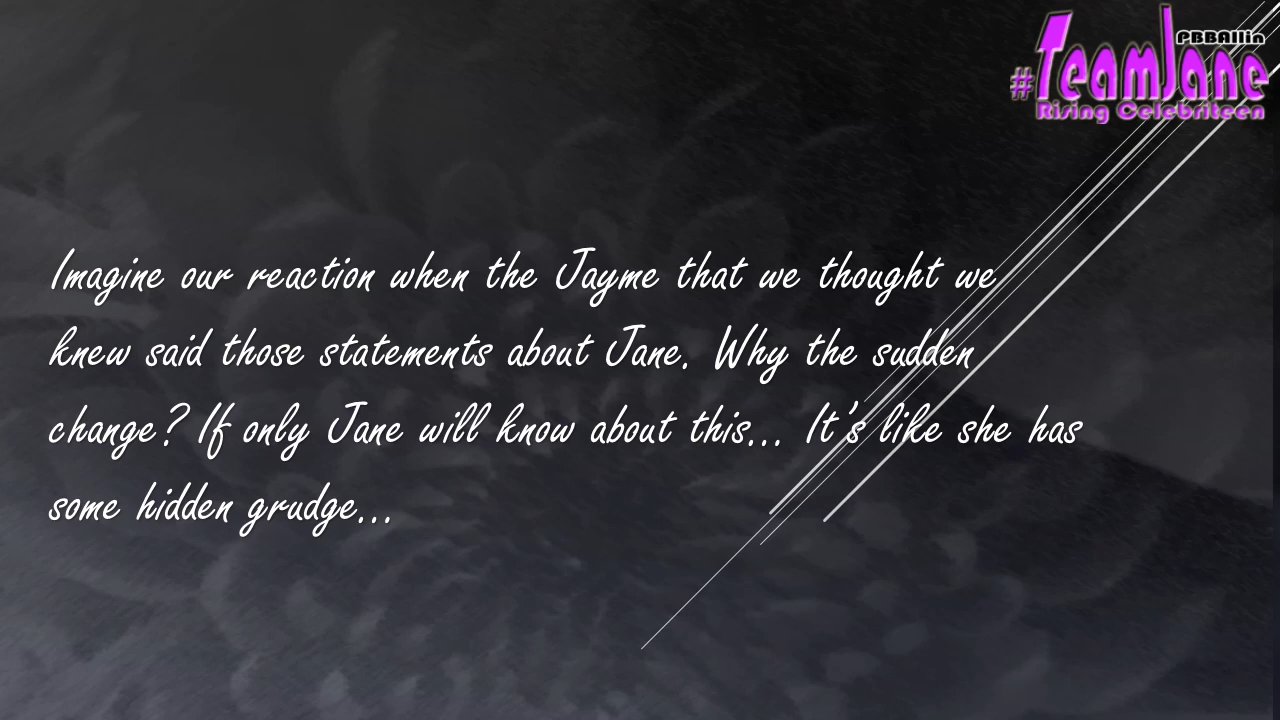 PBBAllin
#TeamJane
Rising Celebriteen
Imagine our reaction when the Jayme that we thought we
knew said those statements about Jane. Why the sudden
change? If only Jane will know about this... It's like she has
some hidden grudge...